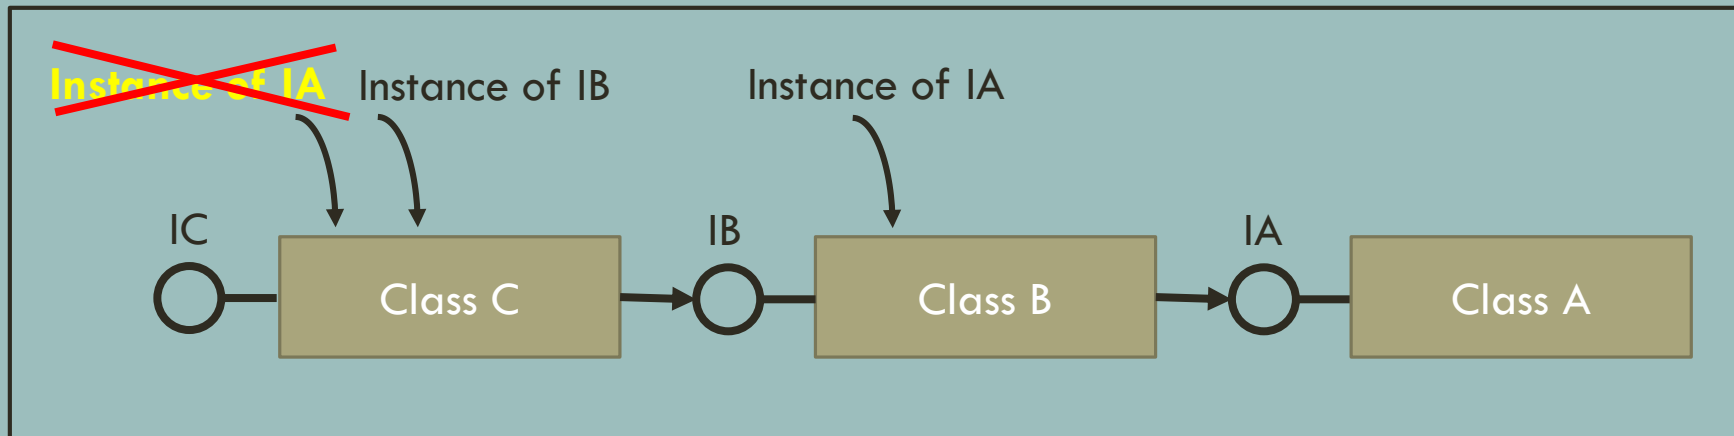 Instance of IA Instance of IB Instance of IA
IC IB IA
Class C Class B Class A